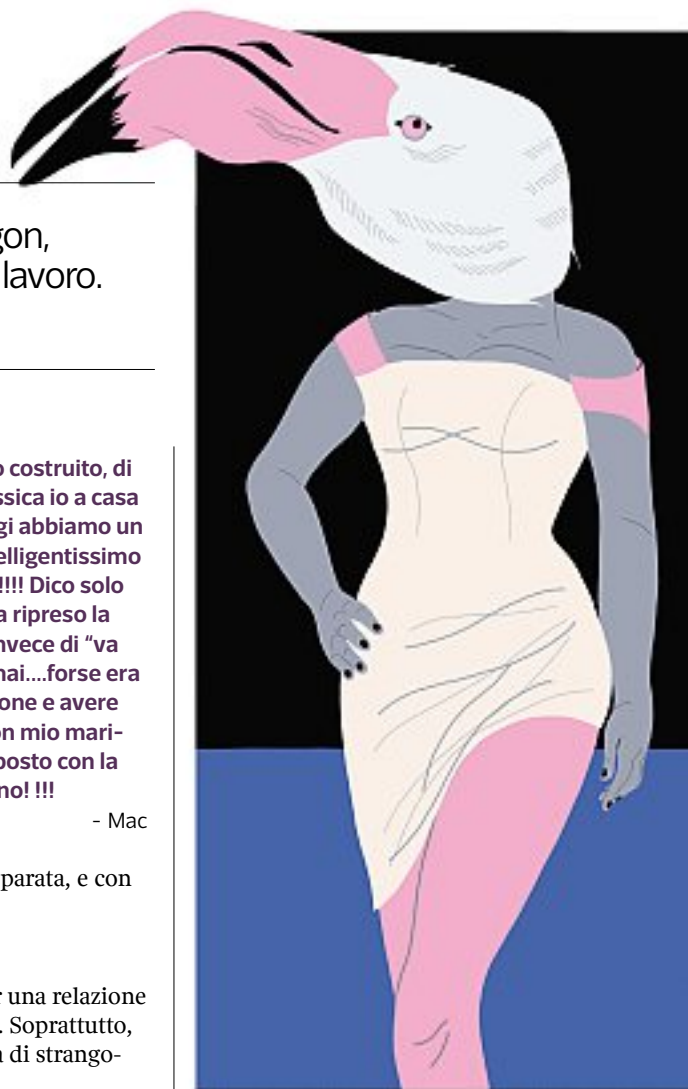 gon,
lavoro.
o costruito, di
ssica io a casa
gi abbiamo un
elligentissimo
!!!! Dico solo
a ripreso la
nvece di “va
nai....forse era
one e avere
on mio mari-
posto con la
no! !!!
- Mac
parata, e con
r una relazione
. Soprattutto,
a di strango-